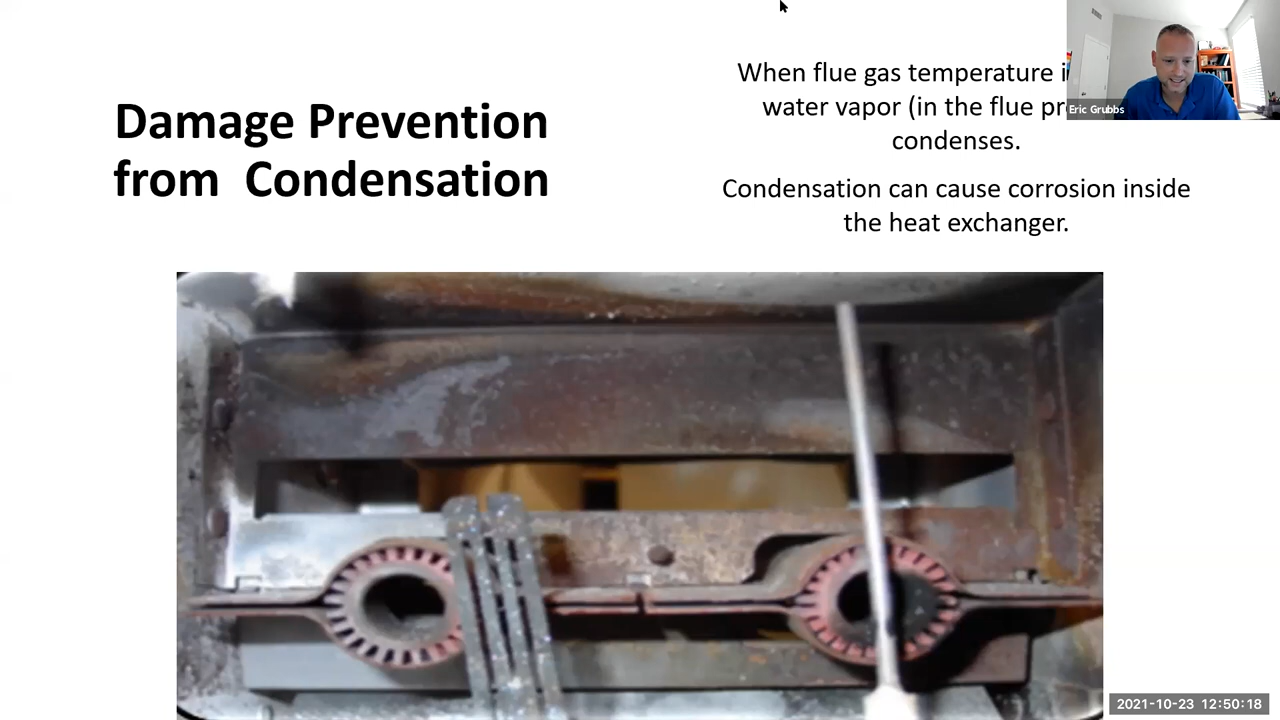 Damage Prevention
from Condensation
When flue gas temperature
water vapor (in the flue
condenses.
Condensation can cause corrosion inside
the heat exchanger.
Eric Grubbs
2021-10-23 12:50:18